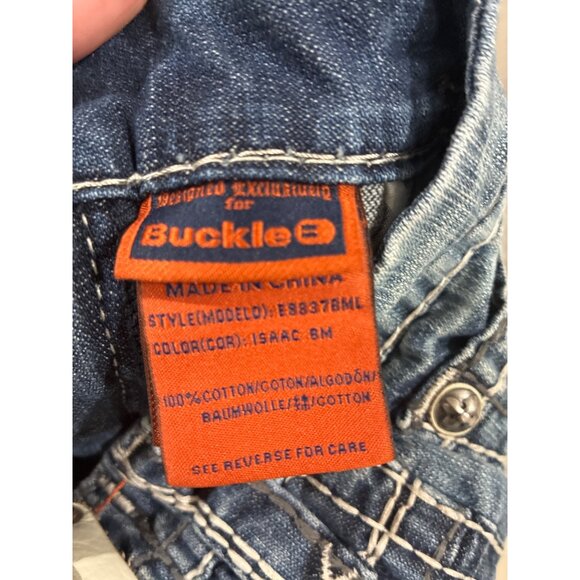 Designed Exclusively
for
Buckle B
MADE IN CHINA
STYLE(MODELO): ES8378ML
COLOR(COR): ISAAC BM
100%COTTON/COTON/ALGODÓN/
BAUMWOLLE/棉/COTTON
SEE REVERSE FOR CARE